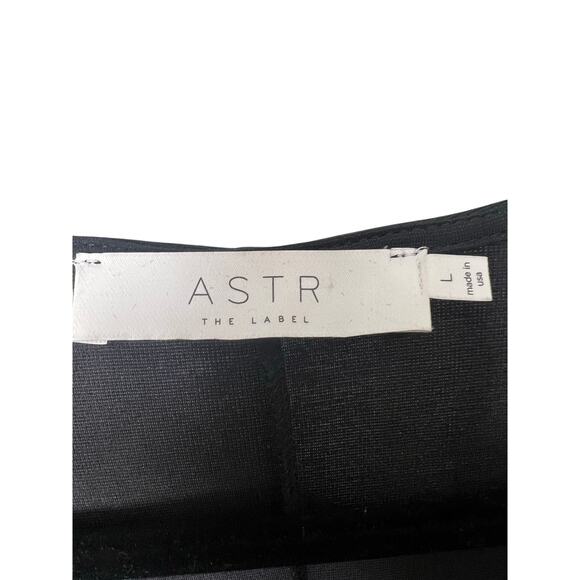 ASTR
THE LABEL
L
made in
usa